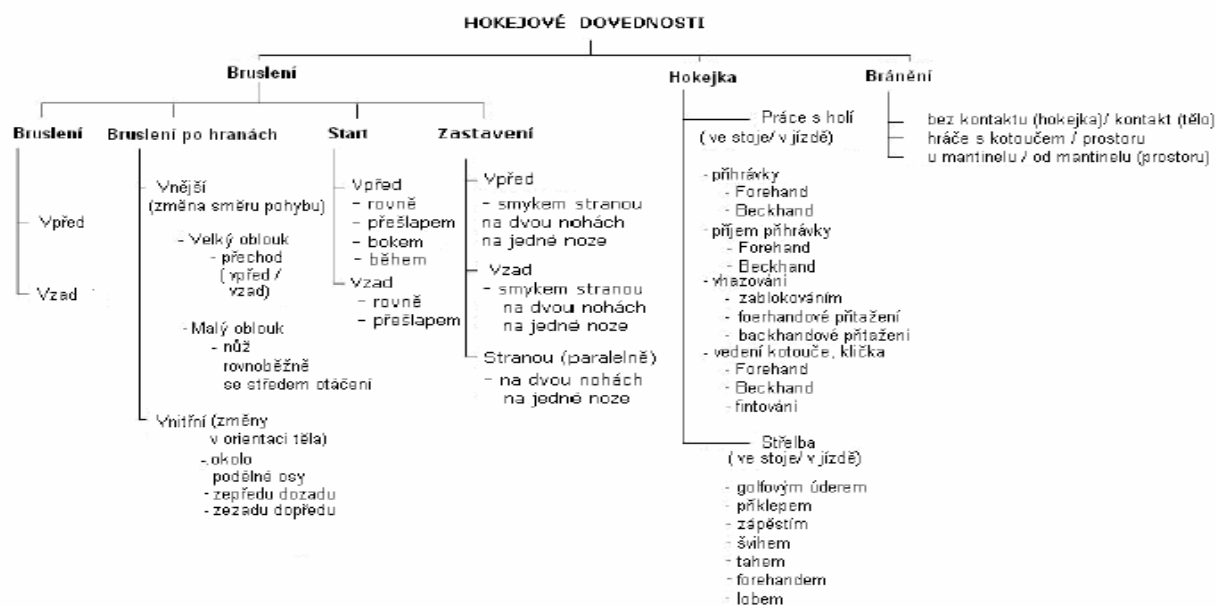 HOKEJOVÉ DOVEDNOSTI
Bruslení
Bruslení
Vpřed
Vzad
Bruslení po hranách
Vnější
(změna směru pohybu)
- Velký oblouk
- přechod
(vpřed /
vzad)
- Malý oblouk
- nůž
rovnoběžně
se středem otáčení
Vnitřní (změny
v orientaci těla)
- okolo
podélné osy
- zepředu dozadu
- zezadu dopředu
Start
Vpřed
- rovně
- přešlapem
- bokem
- během
Vzad
- rovně
- přešlapem
Zastavení
Vpřed
- smykem stranou
na dvou nohách
na jedné noze
Vzad
- smykem stranou
na dvou nohách
na jedné noze
Stranou (paralelně)
- na dvou nohách
na jedné noze
Hokejka
Práce s holí
( ve stoje/ v jízdě)
- přihrávky
- Forehand
- Beckhand
- příjem přihrávky
- Forehand
- Beckhand
- vhazování
- zablokováním
- foerhandové přitažení
- backhandové přitažení
- vedení kotouče, klička
- Forehand
- Beckhand
- fintování
Střelba
( ve stoje/ v jízdě)
- golfovým úderem
- příklepem
- zápěstím
- švihem
- tahem
- forehandem
- lobem
Bránění
bez kontaktu (hokejka)/ kontakt (tělo)
hráče s kotoučem / prostoru
u mantinelu / od mantinelu (prostoru)